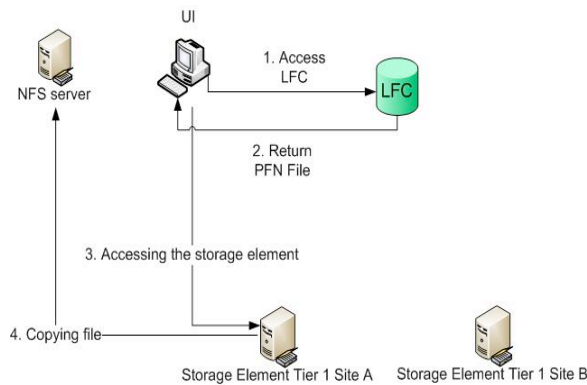 UI
1. Access
LFC
LFC
NFS server
2. Return
PFN File
3. Accessing the storage element
4. Copying file
Storage Element Tier 1 Site A
Storage Element Tier 1 Site B